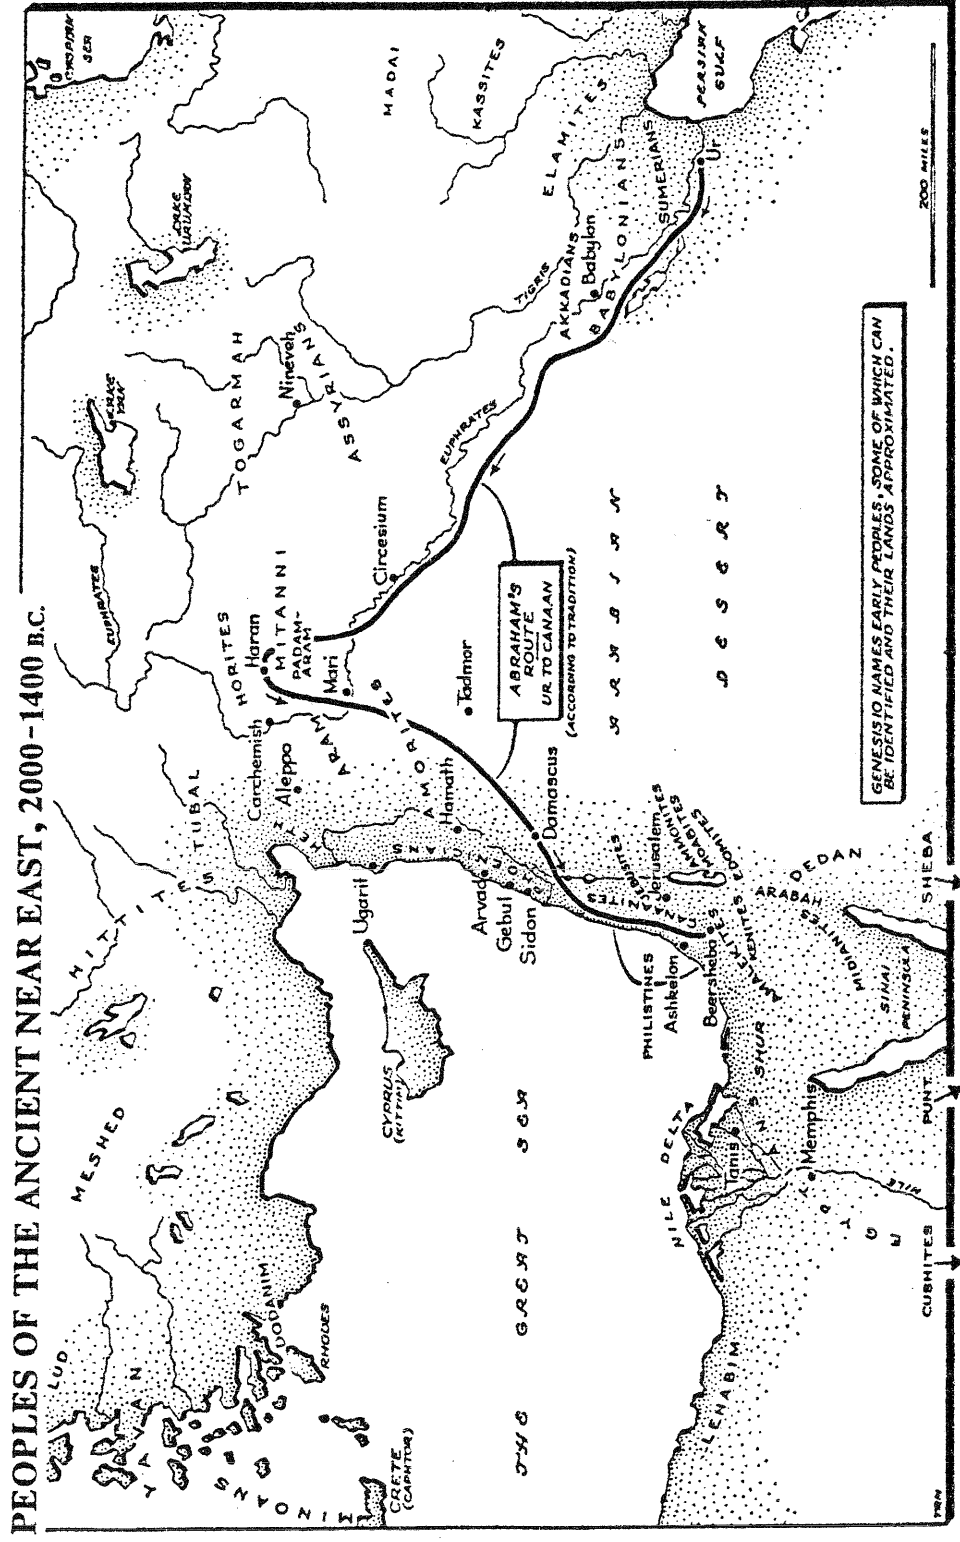 PEOPLES OF THE ANCIENT NEAR EAST, 2000-1400 B.C.
LUD
MESHED
HITTITES
TUBAL
EUPHRATES
LAKE VAN
LAKE URUMIAH
CASPIAN
SEA
JAVAN
MINOANS
DODANIM
RHODES
CRETE
(CAPHTOR)
CYPRUS
(KITTIM)
HORITES
Haran
MITANNI
PADAM-
ARAM
Carchemish
Aleppo
ARAM
Mari
TOGARMAH
Nineveh
ASSYRIANS
MADAI
KASSITES
Circesium
EUPHRATES
TIGRIS
ELAMITES
AKKADIANS
Babylon
BABYLONIANS
SUMERIANS
Ur
PERSIAN
GULF
Ugarit
Hamath
AMORITES
Tadmor
Arvad
Gebul
Sidon
Damascus
ABRAHAM'S
ROUTE
UR TO CANAAN
(ACCORDING TO TRADITION)
ARABIAN
DESERT
THE GREAT SEA
CANAANITES
JEBUSITES
Jerusalem
AMMONITES
MOABITES
EDOMITES
PHILISTINES
Ashkelon
Beersheba
AMALEKITES
KENITES
ARABAH
DEDAN
MIDIANITES
SINAI
PENINSULA
SHUR
NILE DELTA
Tanis
Memphis
NILE
LEHABIM
CUSHITES
PUNT
SHEBA
GENESIS 10 NAMES EARLY PEOPLES, SOME OF WHICH CAN
BE IDENTIFIED AND THEIR LANDS APPROXIMATED.
200 MILES